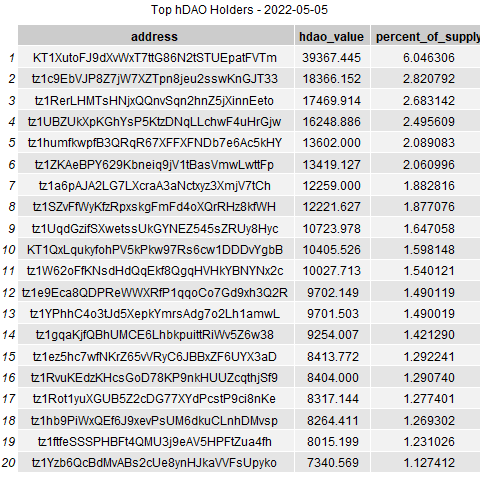 Top hDAO Holders - 2022-05-05
address hdao_value percent_of_supply
1 KT1XutoFJ9dXvWxT7ttG86N2tSTUEpatFVTm 39367.445 6.046306
2 tz1c9EbVJP8Z7jW7XZTpn8jeu2sswKnGJT33 18366.152 2.820792
3 tz1RerLHMTsHNjxQQnvSqn2hnZ5jXinnEeto 17469.914 2.683142
4 tz1UBZUkXpKGhYsP5KtzDNqLLchwF4uHrGjw 16248.886 2.495609
5 tz1humfkwpfB3QRqR67XFFXFNDb7e6Ac5kHY 13602.000 2.089083
6 tz1ZKAeBPY629Kbneiq9jV1tBasVmwLwttFp 13419.127 2.060996
7 tz1a6pAJA2LG7LXcraA3aNctxyz3XmjV7tCh 12259.000 1.882816
8 tz1SZvFfWyKfzRpxskgFmFd4oXQrRHz8kfWH 12221.627 1.877076
9 tz1UqdGzifSXwetssUkGYNEZ545sZRUy8Hyc 10723.978 1.647058
10 KT1QxLqukyfohPV5kPkw97Rs6cw1DDDvYgbB 10405.526 1.598148
11 tz1W62oFfKNsdHdQqEkf8QgqHVHkYBNYNx2c 10027.713 1.540121
12 tz1e9Eca8QDPReWWXRfP1qqoCo7Gd9xh3Q2R 9702.149 1.490119
13 tz1YPhhC4o3tJd5XepkYmrsAdg7o2Lh1amwL 9701.503 1.490019
14 tz1gqaKjfQBhUMCE6LhbkpuittRiWv5Z6w38 9254.007 1.421290
15 tz1ez5hc7wfNKrZ65vVRyC6JBBxZF6UYX3aD 8413.772 1.292241
16 tz1RvuKEdzKHcsGoD78KP9nkHUUZcqthjSf9 8404.000 1.290740
17 tz1Rot1yuXGUB5Z2cDG77XYdPcstP9ci8nKe 8317.144 1.277401
18 tz1hb9PiWxQEf6J9xevPsUM6dkuCLnhDMvsp 8264.411 1.269302
19 tz1ftfeSSSPHBFt4QMU3j9eAV5HPFtZua4fh 8015.199 1.231026
20 tz1Yzb6QcBdMvABs2cUe8ynHJkaVVFsUpyko 7340.569 1.127412